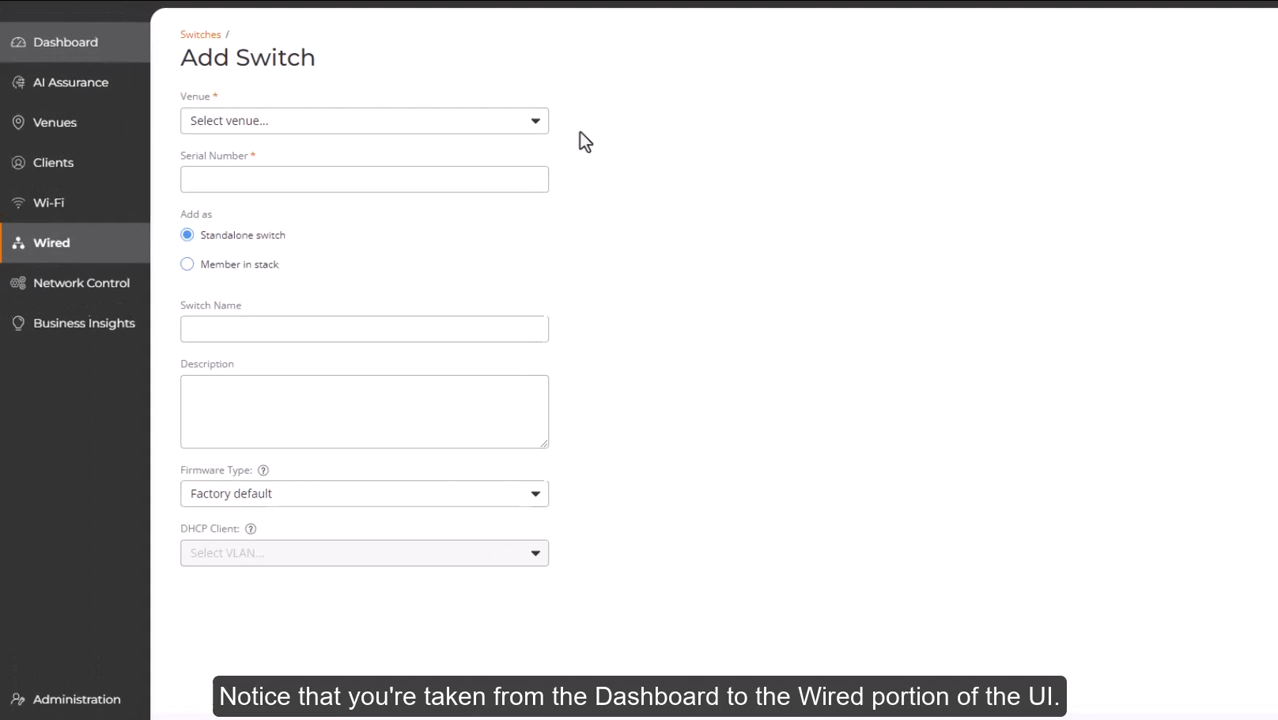 Dashboard
AI Assurance
Venues
Clients
Wi-Fi
Wired
Network Control
Business Insights
Administration
Switches /
Add Switch
Venue *
Select venue...
Serial Number *
Add as
Standalone switch
Member in stack
Switch Name
Description
Firmware Type: ?
Factory default
DHCP Client: ?
Select VLAN...
Notice that you're taken from the Dashboard to the Wired portion of the UI.